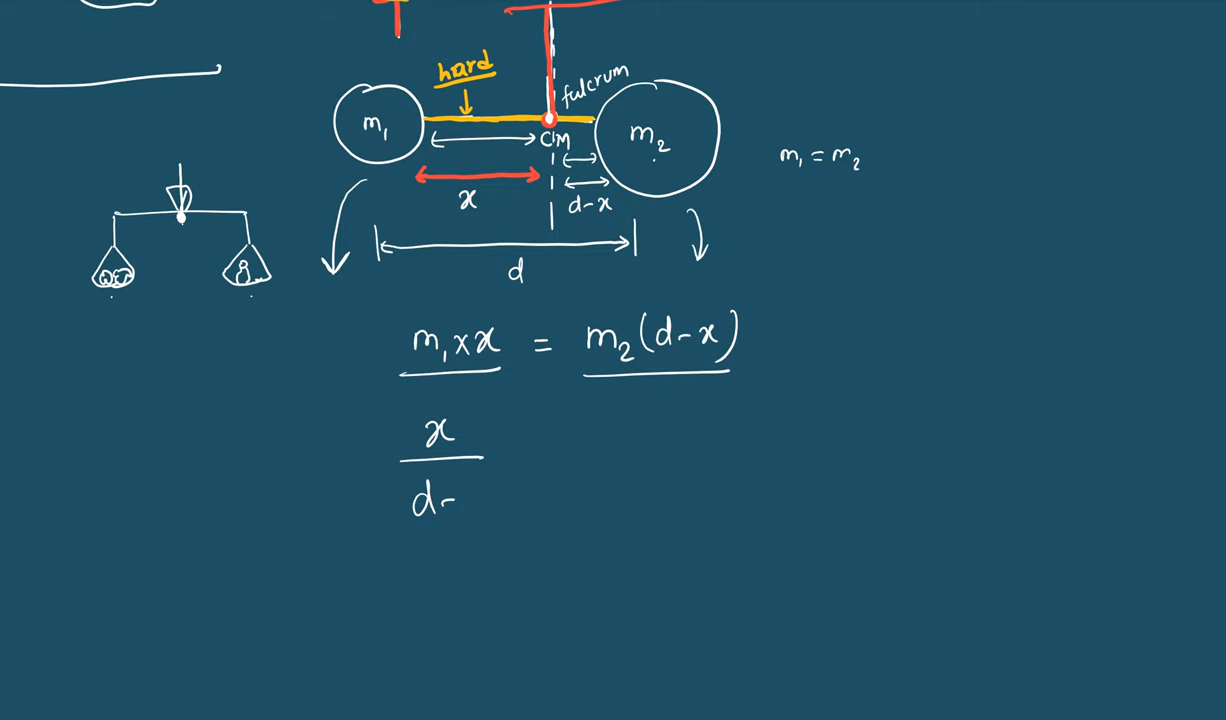 hard
fulcrum
m₁
m₂
CM
m₁ = m₂
x
d-x
d
m₁ × x = m₂(d-x)
x
d-